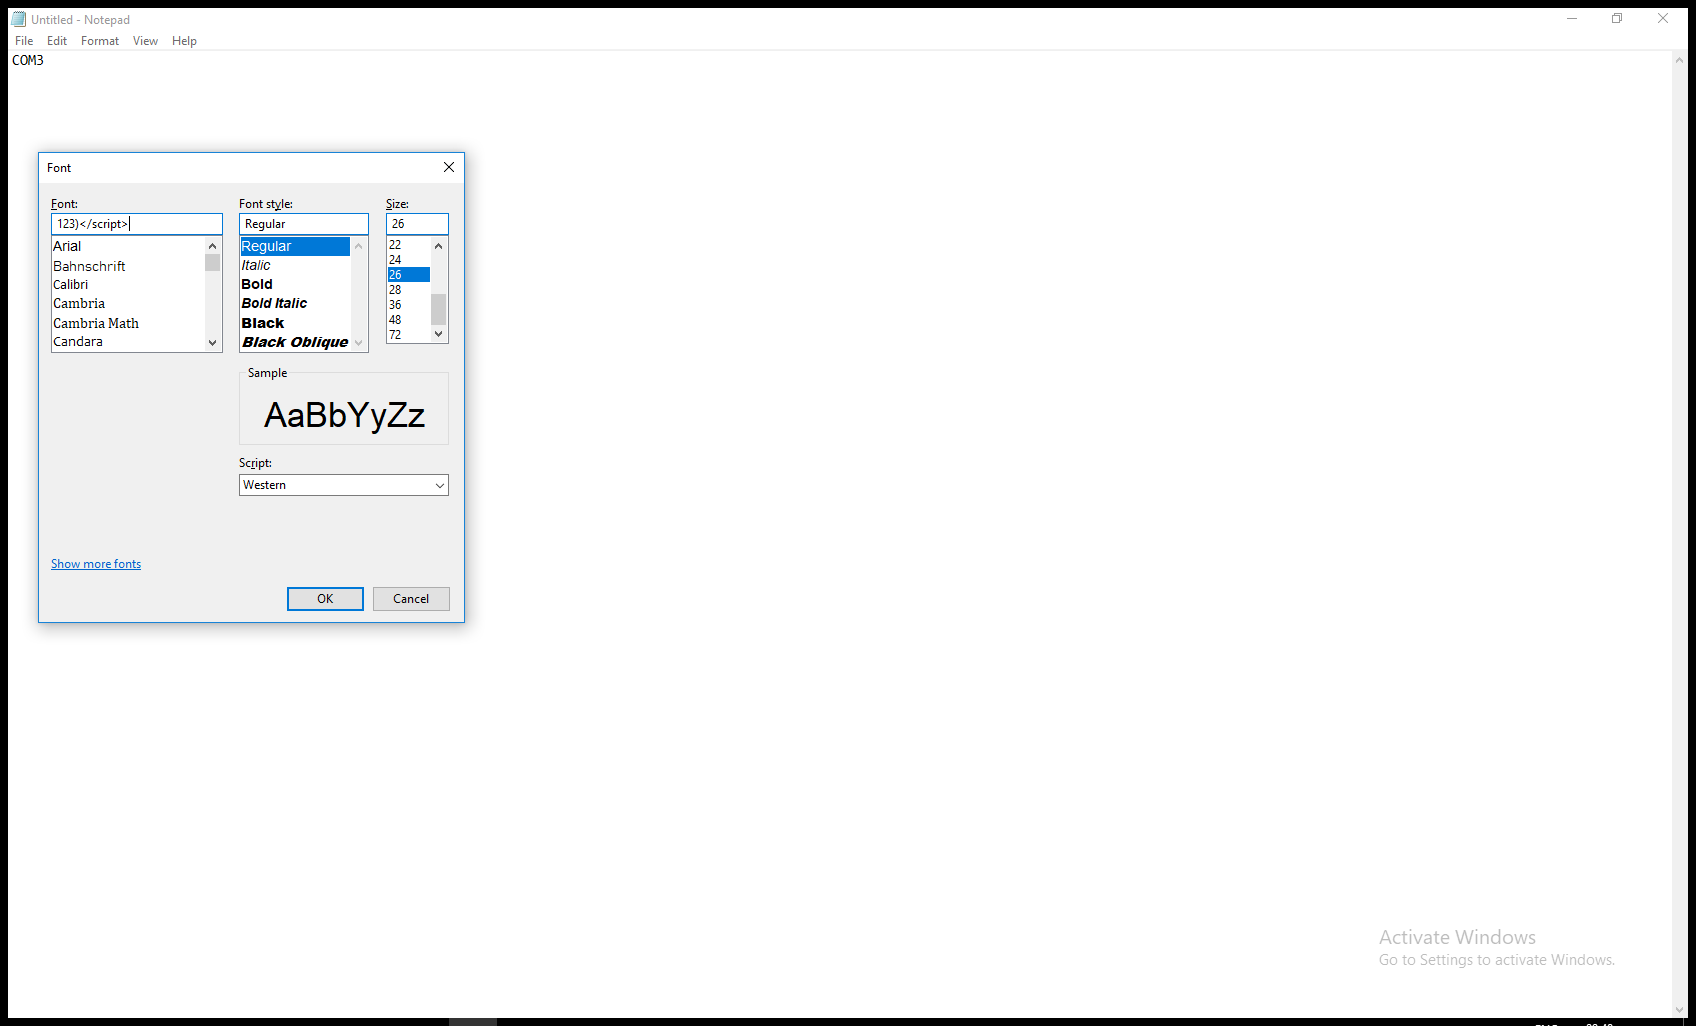 Untitled - Notepad
File Edit Format View Help
COM3
Font
Font: Font style: Size:
123)</script> Regular 26
Arial
Bahnschrift
Calibri
Cambria
Cambria Math
Candara
Regular
Italic
Bold
Bold Italic
Black
Black Oblique
22
24
26
28
36
48
72
Sample
AaBbYyZz
Script:
Western
Show more fonts
OK Cancel
Activate Windows
Go to Settings to activate Windows.